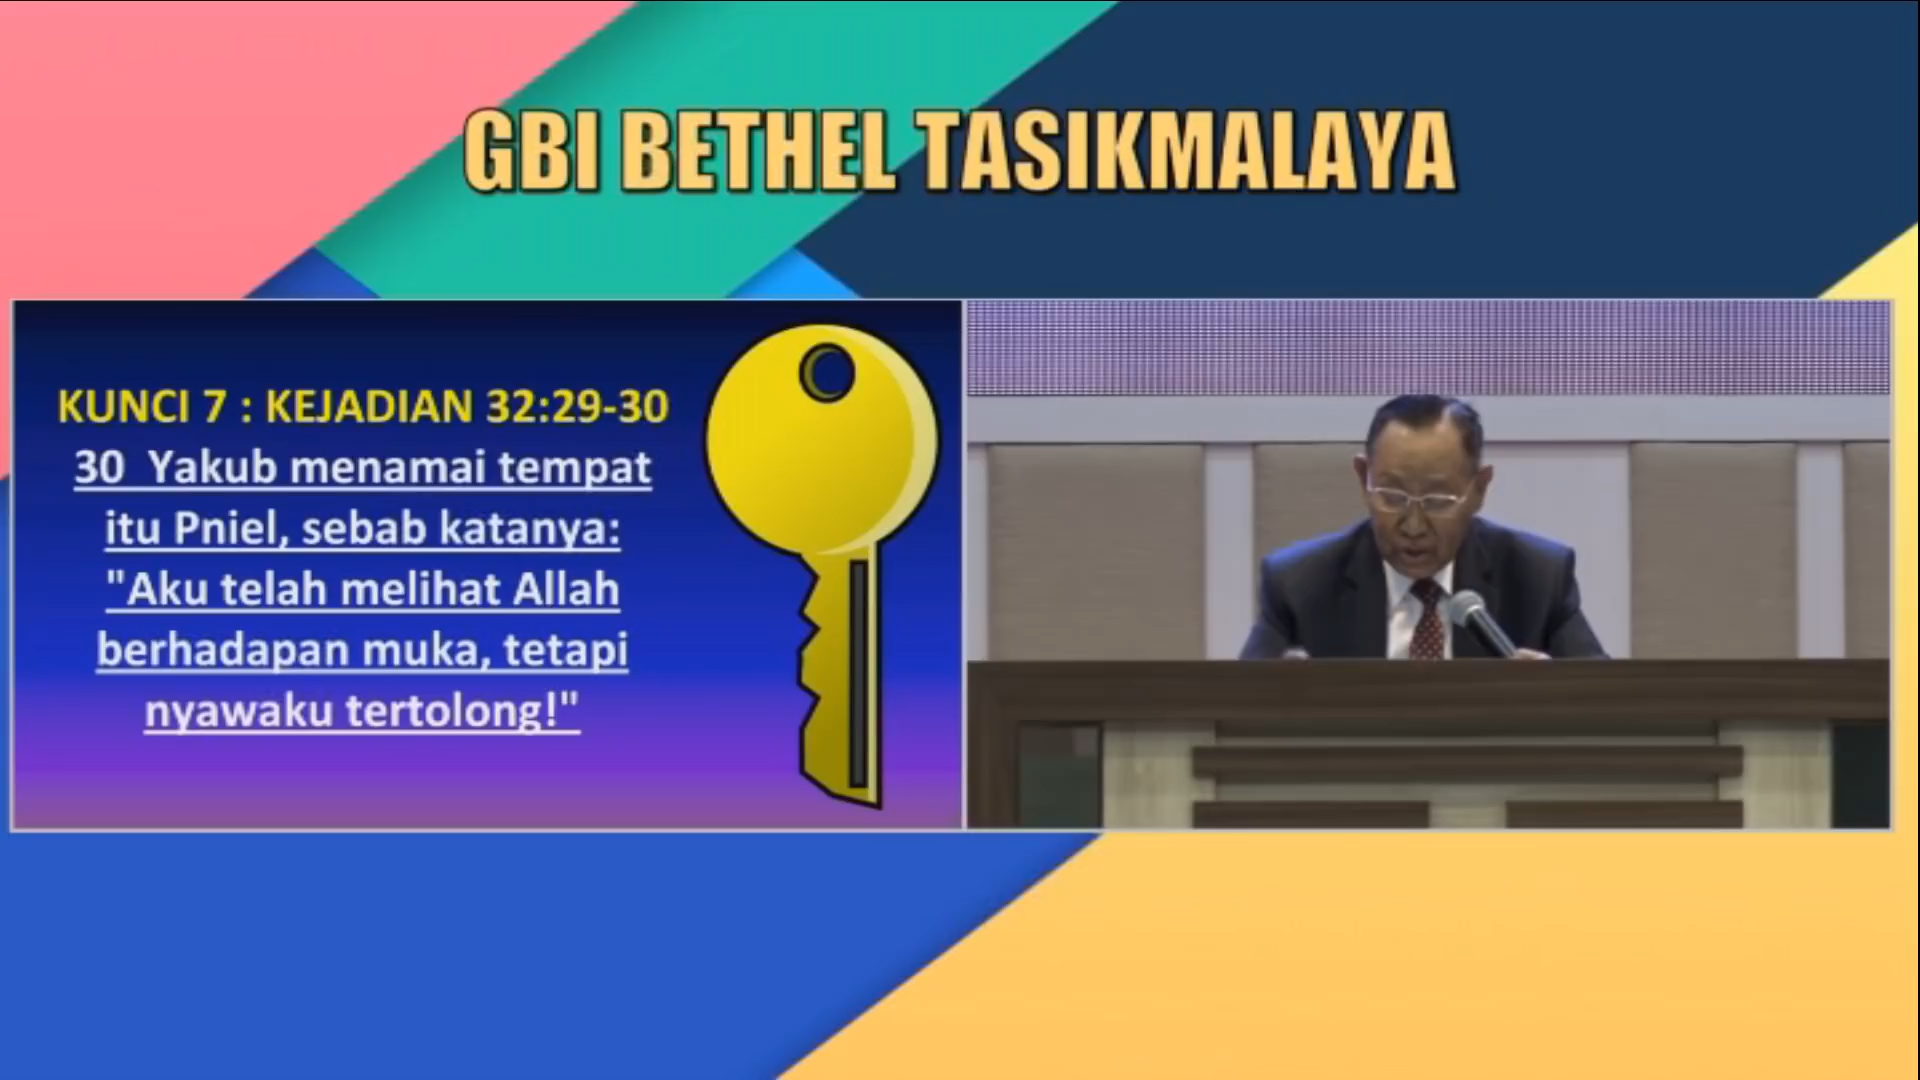 GBI BETHEL TASIKMALAYA
KUNCI 7 : KEJADIAN 32:29-30
30 Yakub menamai tempat
itu Pniel, sebab katanya:
"Aku telah melihat Allah
berhadapan muka, tetapi
nyawaku tertolong!"